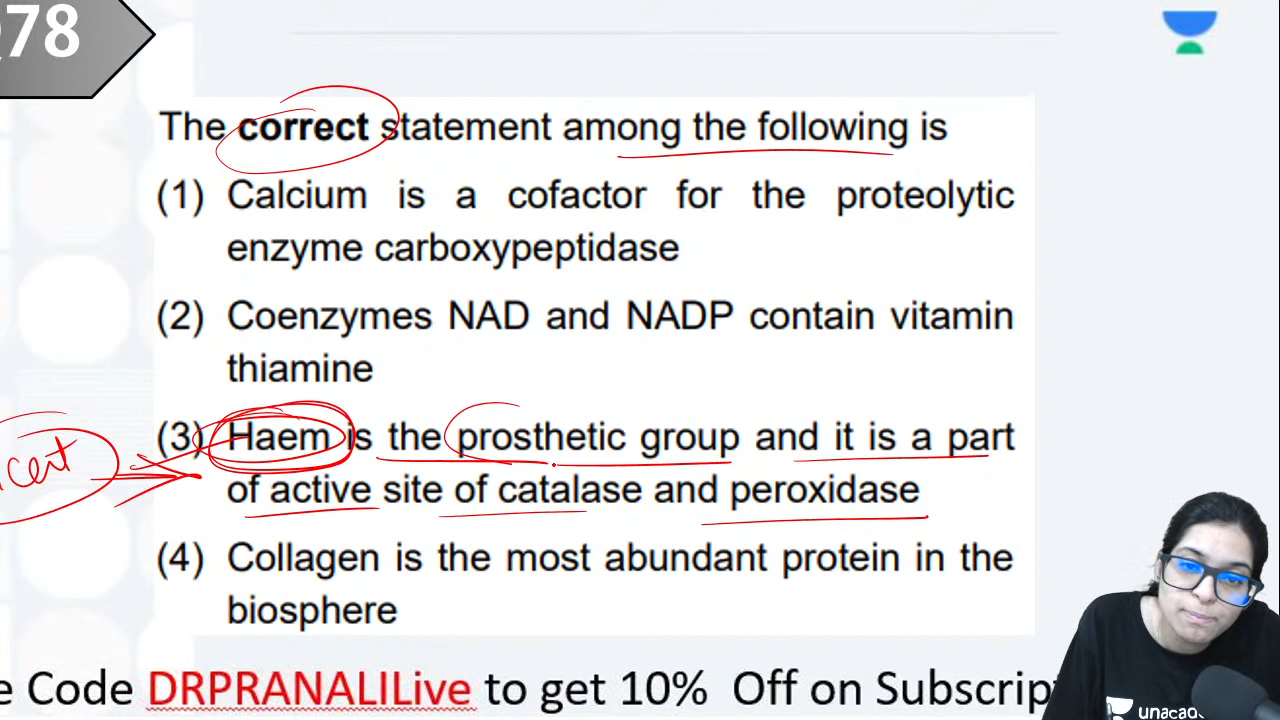 78
The correct statement among the following is
(1) Calcium is a cofactor for the proteolytic
enzyme carboxypeptidase
(2) Coenzymes NAD and NADP contain vitamin
thiamine
(3) Haem is the prosthetic group and it is a part
of active site of catalase and peroxidase
cert
(4) Collagen is the most abundant protein in the
biosphere
e Code DRPRANALILive to get 10% Off on Subscrip
unacad